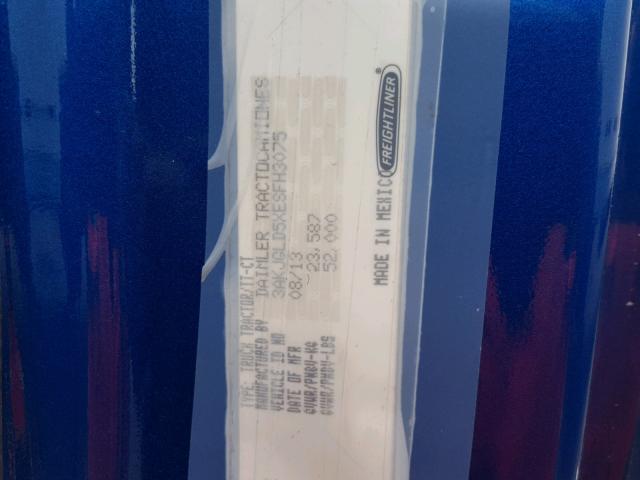 TYPE: TRUCK TRACTOR/TT-CT
MANUFACTURED BY DAIMLER TRACTOCAMIONES
VEHICLE ID NO 3AKJGLD5XESFH3075
DATE OF MFR 08/13
GVWR/PNBV-KG 23,587
GVWR/PNBV-LBS 52,000
MADE IN MEXICO
FREIGHTLINER®